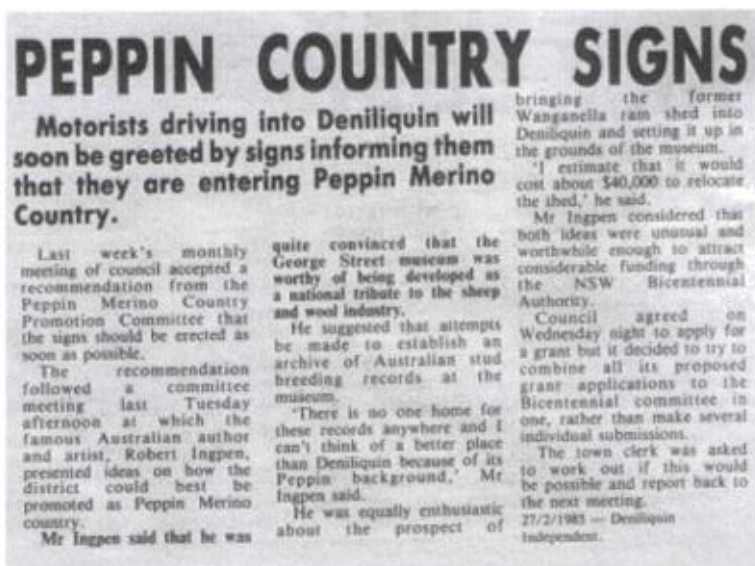 PEPPIN COUNTRY SIGNS
Motorists driving into Deniliquin will
soon be greeted by signs informing them
that they are entering Peppin Merino
Country.
Last week's monthly
meeting of council accepted a
recommendation from the
Peppin Merino Country
Promotion Committee that
the signs should be erected as
soon as possible.
The recommendation
followed a committee
meeting last Tuesday
afternoon at which the
famous Australian author
and artist, Robert Ingpen,
presented ideas on how the
district could best be
promoted as Peppin Merino
country.
Mr Ingpen said that he was
quite convinced that the
George Street museum was
worthy of being developed as
a national tribute to the sheep
and wool industry.
He suggested that attempts
be made to establish an
archive of Australian stud
breeding records at the
museum.
'There is no one home for
these records anywhere and I
can't think of a better place
than Deniliquin because of its
Peppin background,' Mr
Ingpen said.
He was equally enthusiastic
about the prospect of
bringing the former
Wanganella ram shed into
Deniliquin and setting it up in
the grounds of the museum.
'I estimate that it would
cost about $40,000 to relocate
the shed,' he said.
Mr Ingpen considered that
both ideas were unusual and
worthwhile enough to attract
considerable funding through
the NSW Bicentennial
Authority.
Council agreed on
Wednesday night to apply for
a grant but it decided to try to
combine all its proposed
grant applications to the
Bicentennial committee in
one, rather than make several
individual submissions.
The town clerk was asked
to work out if this would
be possible and report back to
the next meeting.
27/2/1985 — Deniliquin
Independent.